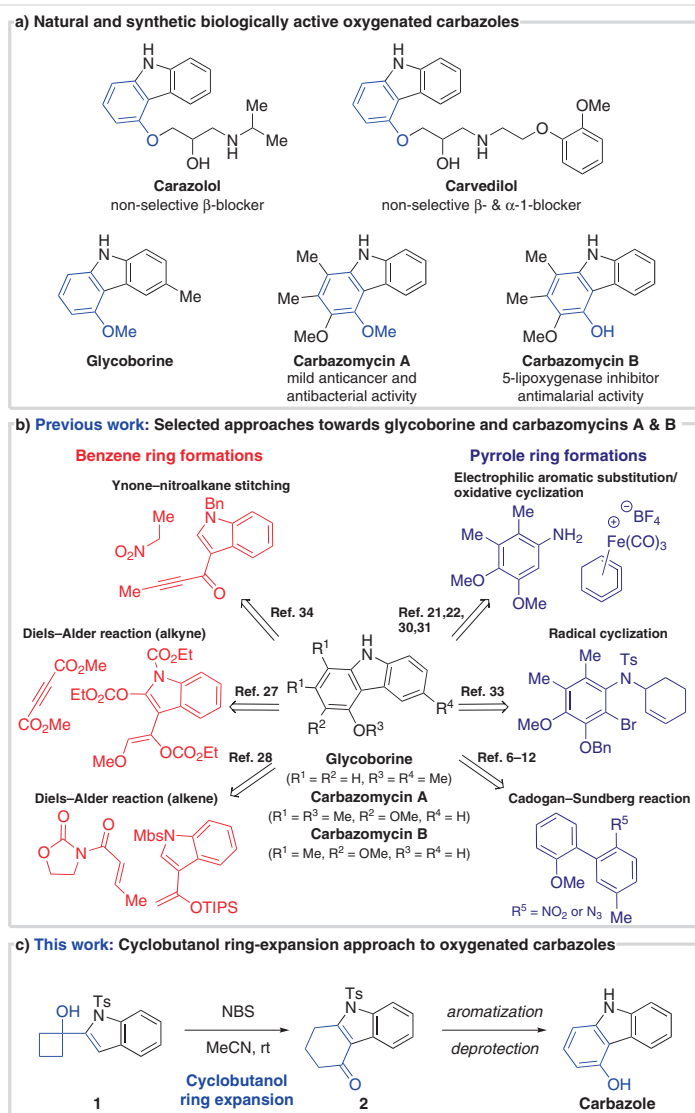 a) Natural and synthetic biologically active oxygenated carbazoles
H
N
O
OH
N
H
Me
Me
Carazolol
non-selective β-blocker
H
N
O
OH
H
N
O
OMe
Carvedilol
non-selective β- & α-1-blocker
H
N
Me
OMe
Glycoborine
Me
H
N
Me
MeO
OMe
Carbazomycin A
mild anticancer and
antibacterial activity
Me
H
N
Me
MeO
OH
Carbazomycin B
5-lipoxygenase inhibitor
antimalarial activity
b) Previous work: Selected approaches towards glycoborine and carbazomycins A & B
Benzene ring formations
Pyrrole ring formations
Ynone–nitroalkane stitching
Me
O2N
Bn
N
Me
O
Ref. 34
Electrophilic aromatic substitution/
oxidative cyclization
Me
Me
NH2
MeO
OMe
⊕
⊖BF4
Fe(CO)3
Ref. 21,22,
30,31
Diels–Alder reaction (alkyne)
CO2Me
CO2Me
CO2Et
N
EtO2CO
MeO
OCO2Et
Ref. 27
R1
H
N
R1
R2
OR3
R4
Glycoborine
(R1 = R2 = H, R3 = R4 = Me)
Carbazomycin A
(R1 = R3 = Me, R2 = OMe, R4 = H)
Carbazomycin B
(R1 = Me, R2 = OMe, R3 = R4 = H)
Radical cyclization
Ref. 33
Me
Ts
Me
N
MeO
Br
OBn
Ref. 28
Diels–Alder reaction (alkene)
O
O
O
N
Me
MbsN
OTIPS
Ref. 6–12
Cadogan–Sundberg reaction
R5
OMe
Me
R5 = NO2 or N3
c) This work: Cyclobutanol ring-expansion approach to oxygenated carbazoles
OH
Ts
N
1
NBS
MeCN, rt
Cyclobutanol
ring expansion
Ts
N
O
2
aromatization
deprotection
H
N
OH
Carbazole